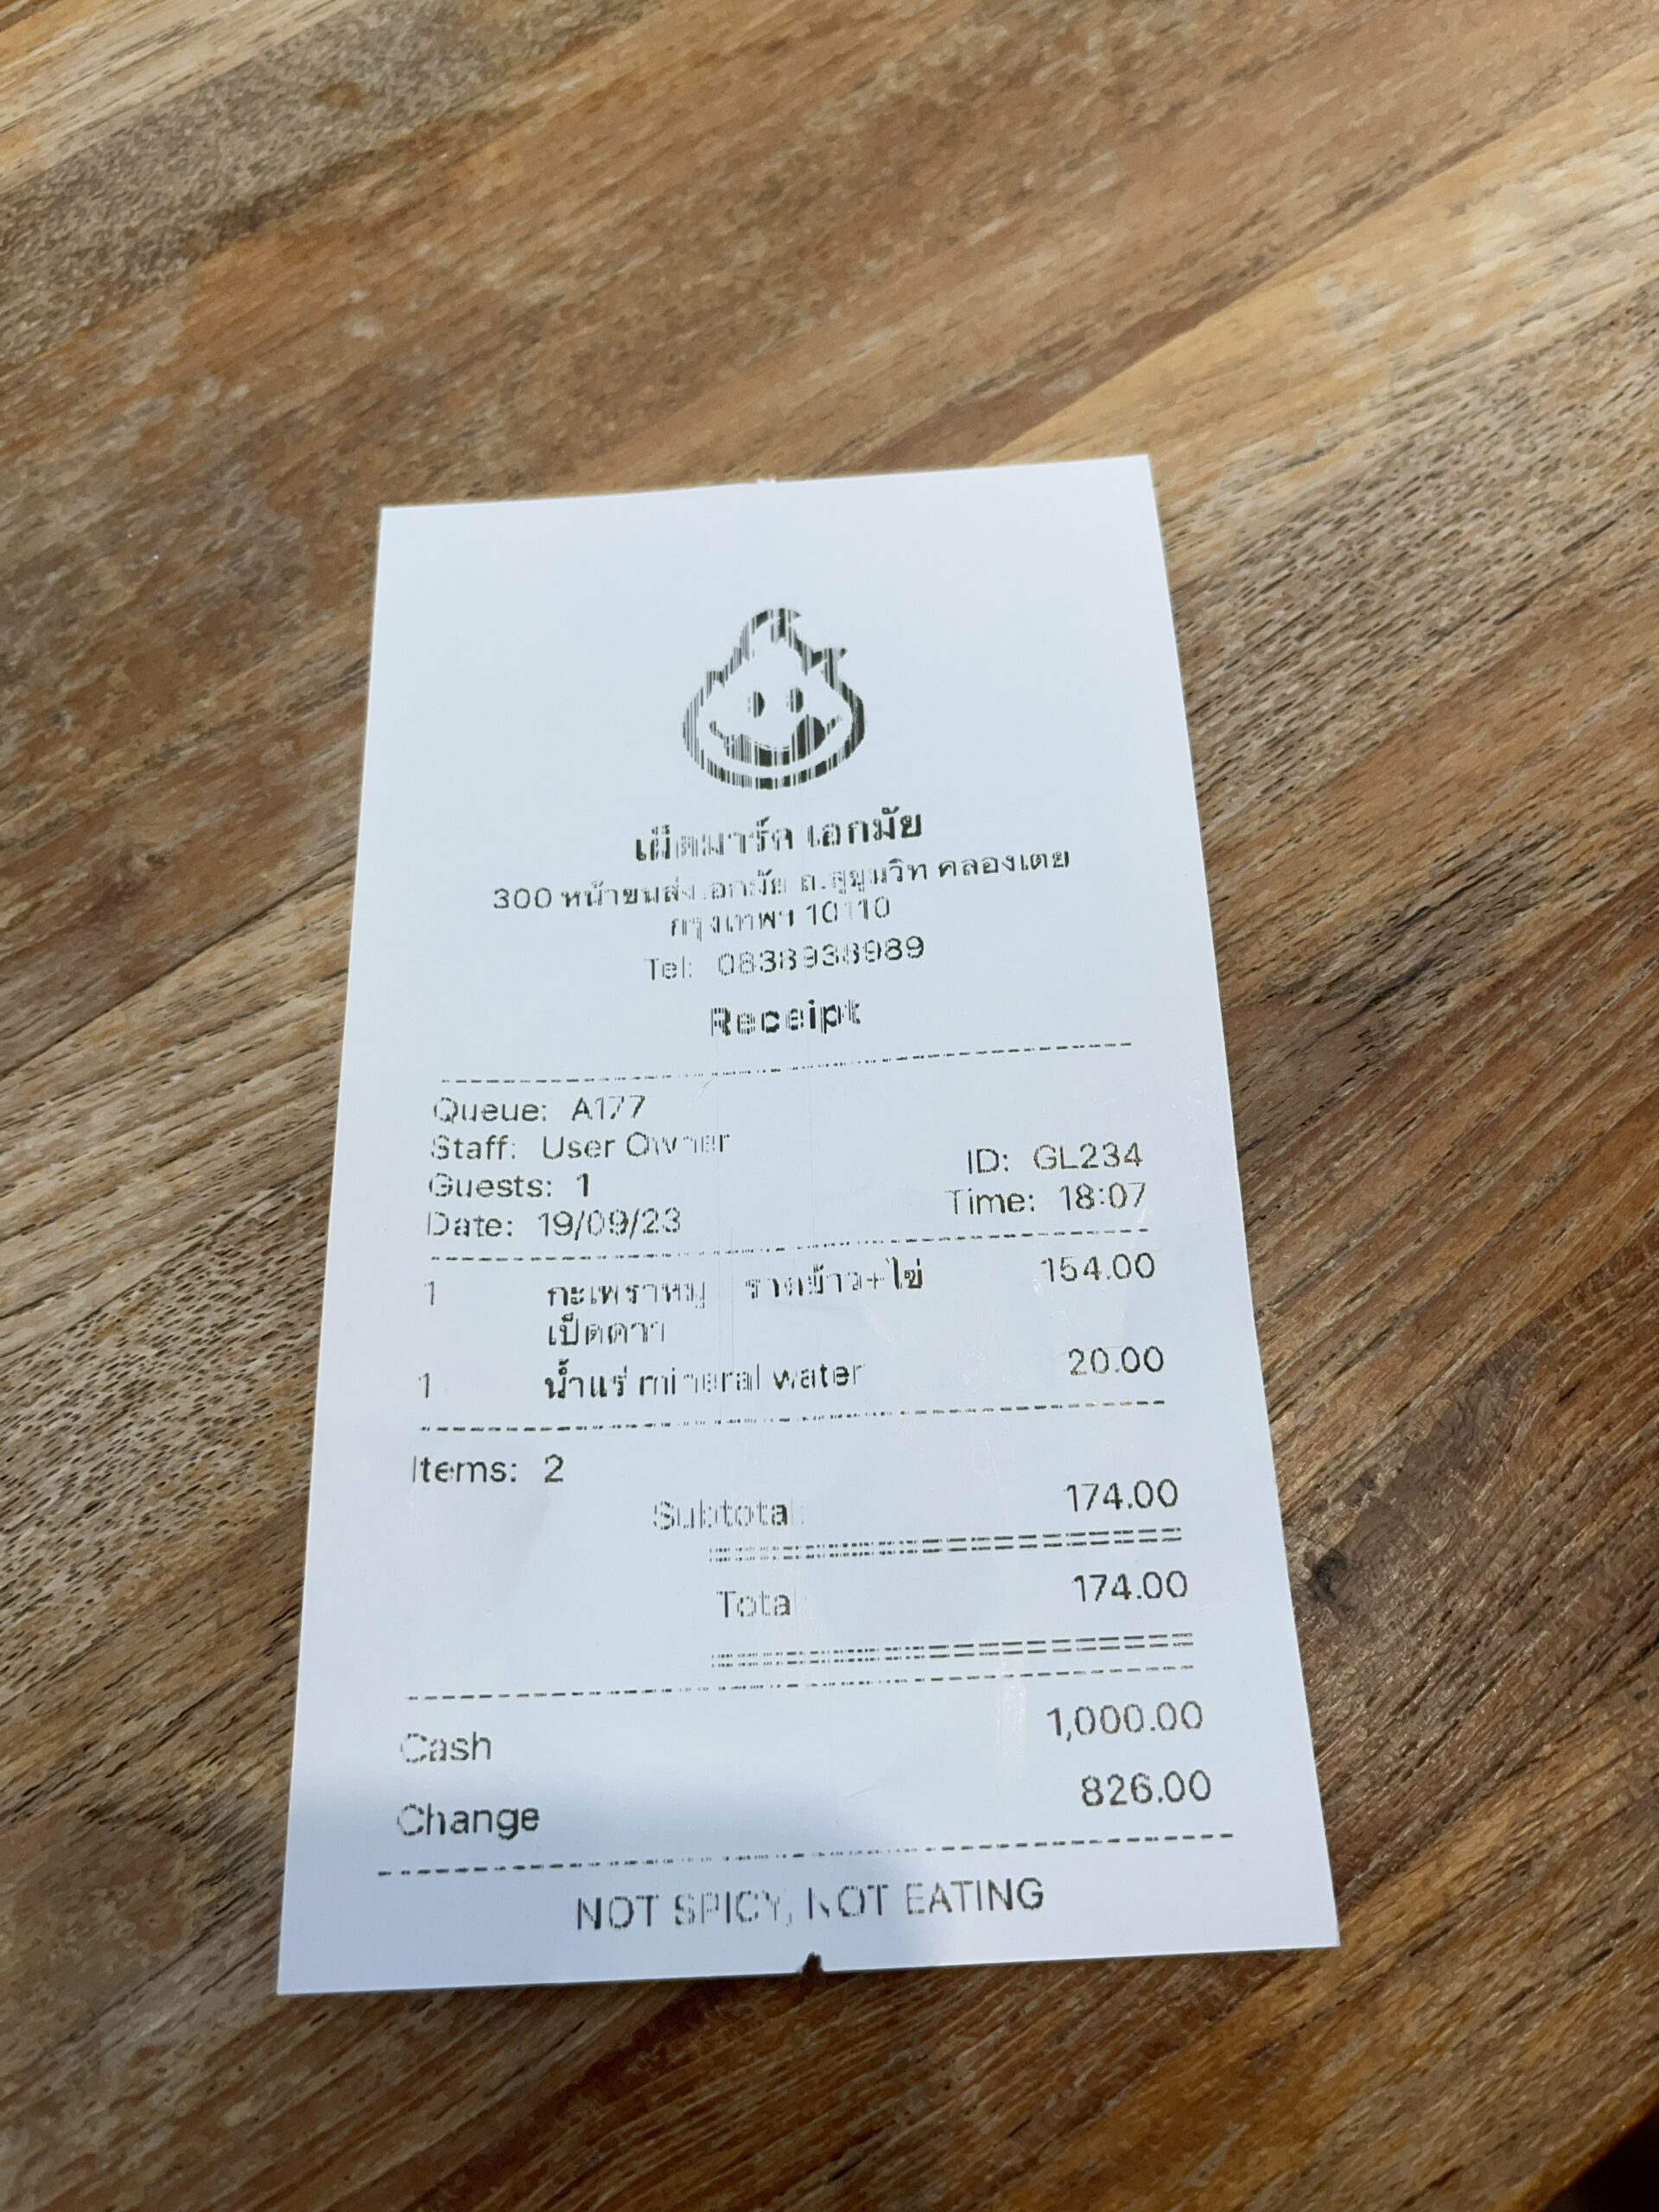 เผ็ดมาร์ค เอกมัย
300 หน้าขนส่งเอกมัย ถ.สุขุมวิท คลองเตย
กรุงเทพฯ 10110
Tel: 0838938989
Receipt
Queue: A177
Staff: User Owner
Guests: 1 ID: GL234
Date: 19/09/23 Time: 18:07
1 กะเพราหมู ราดข้าว+ไข่ 154.00
เป็ดดาว
1 น้ำแร่ mineral water 20.00
Items: 2
Subtotal: 174.00
Total: 174.00
Cash 1,000.00
Change 826.00
NOT SPICY, NOT EATING